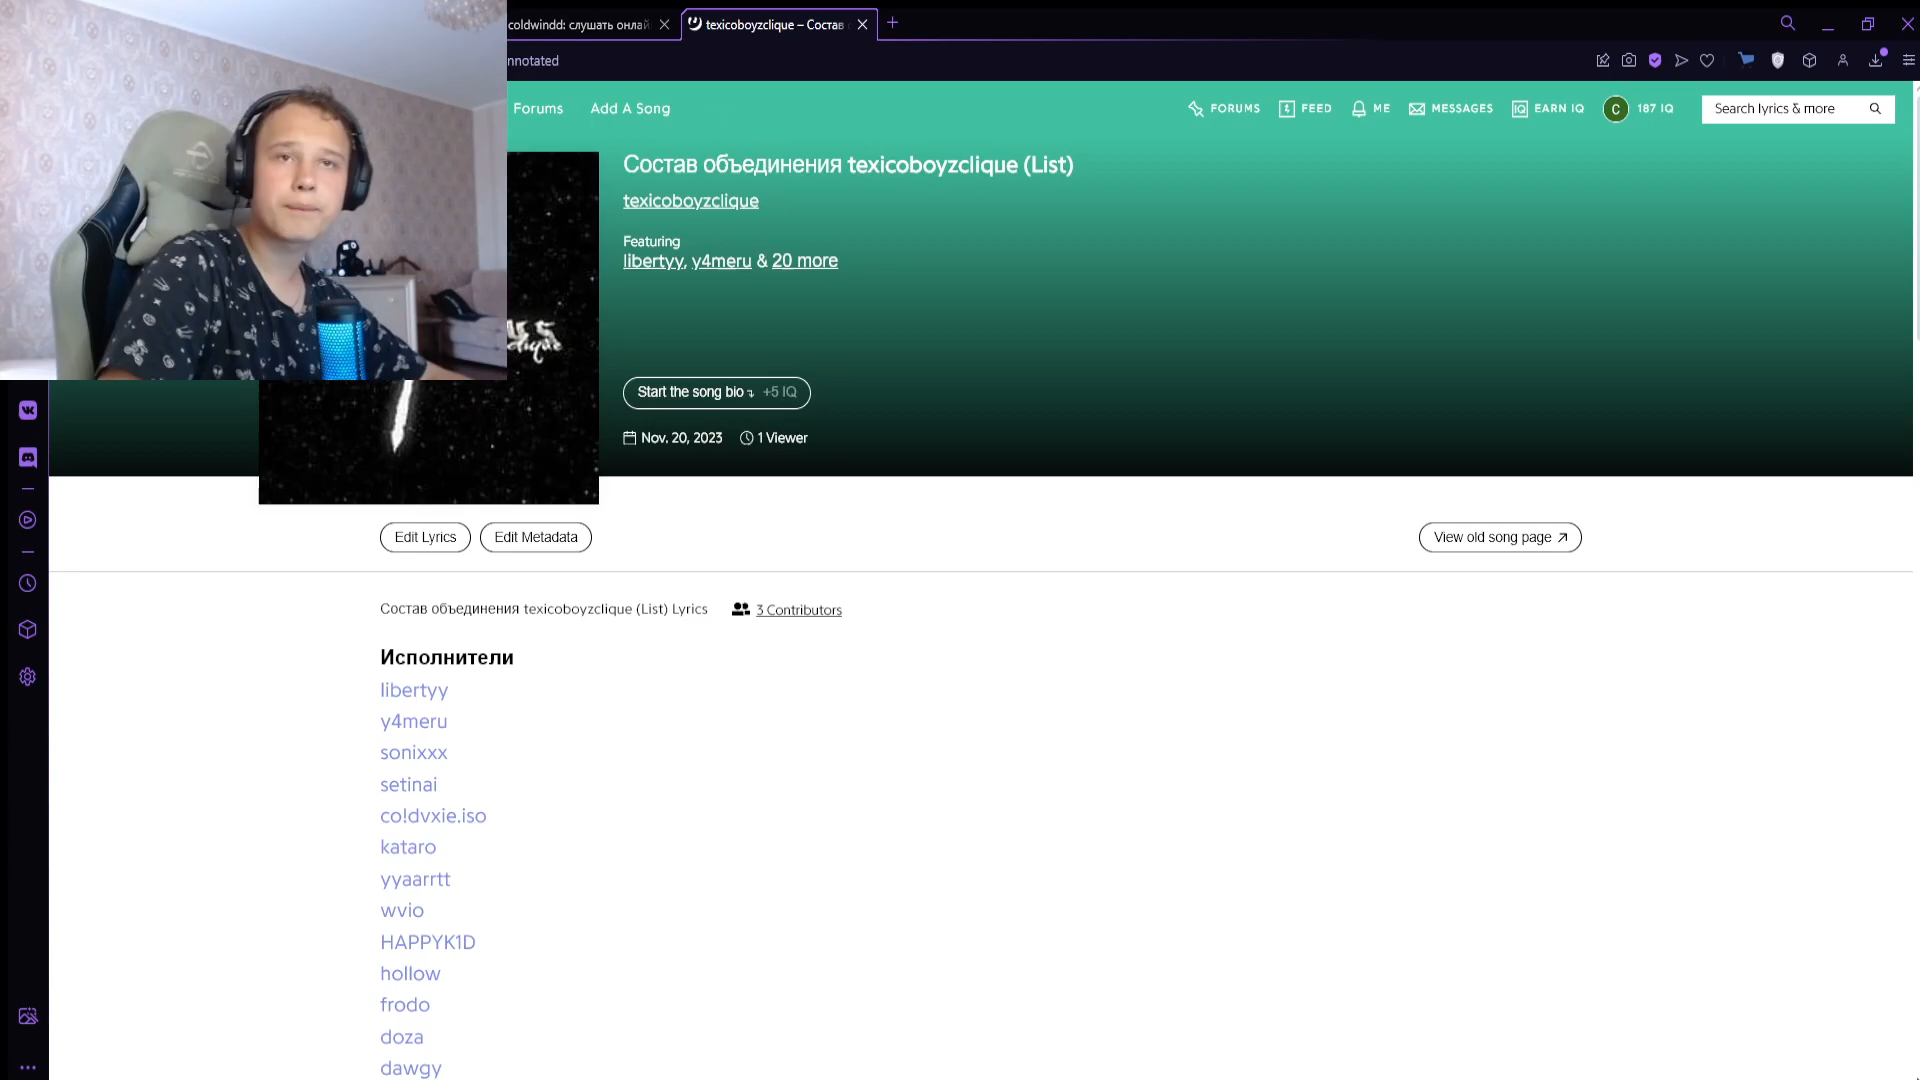 coldwindd: слушать онлай
texicoboyzclique – Состав
nnotated
Forums
Add A Song
FORUMS
FEED
ME
MESSAGES
IQ
EARN IQ
C
187 IQ
Search lyrics & more
Состав объединения texicoboyzclique (List)
texicoboyzclique
Featuring
libertyy, y4meru & 20 more
Start the song bio +5 IQ
Nov. 20, 2023
1 Viewer
Edit Lyrics
Edit Metadata
View old song page
Состав объединения texicoboyzclique (List) Lyrics
3 Contributors
Исполнители
libertyy
y4meru
sonixxx
setinai
co!dvxie.iso
kataro
yyaarrtt
wvio
HAPPYK1D
hollow
frodo
doza
dawgy